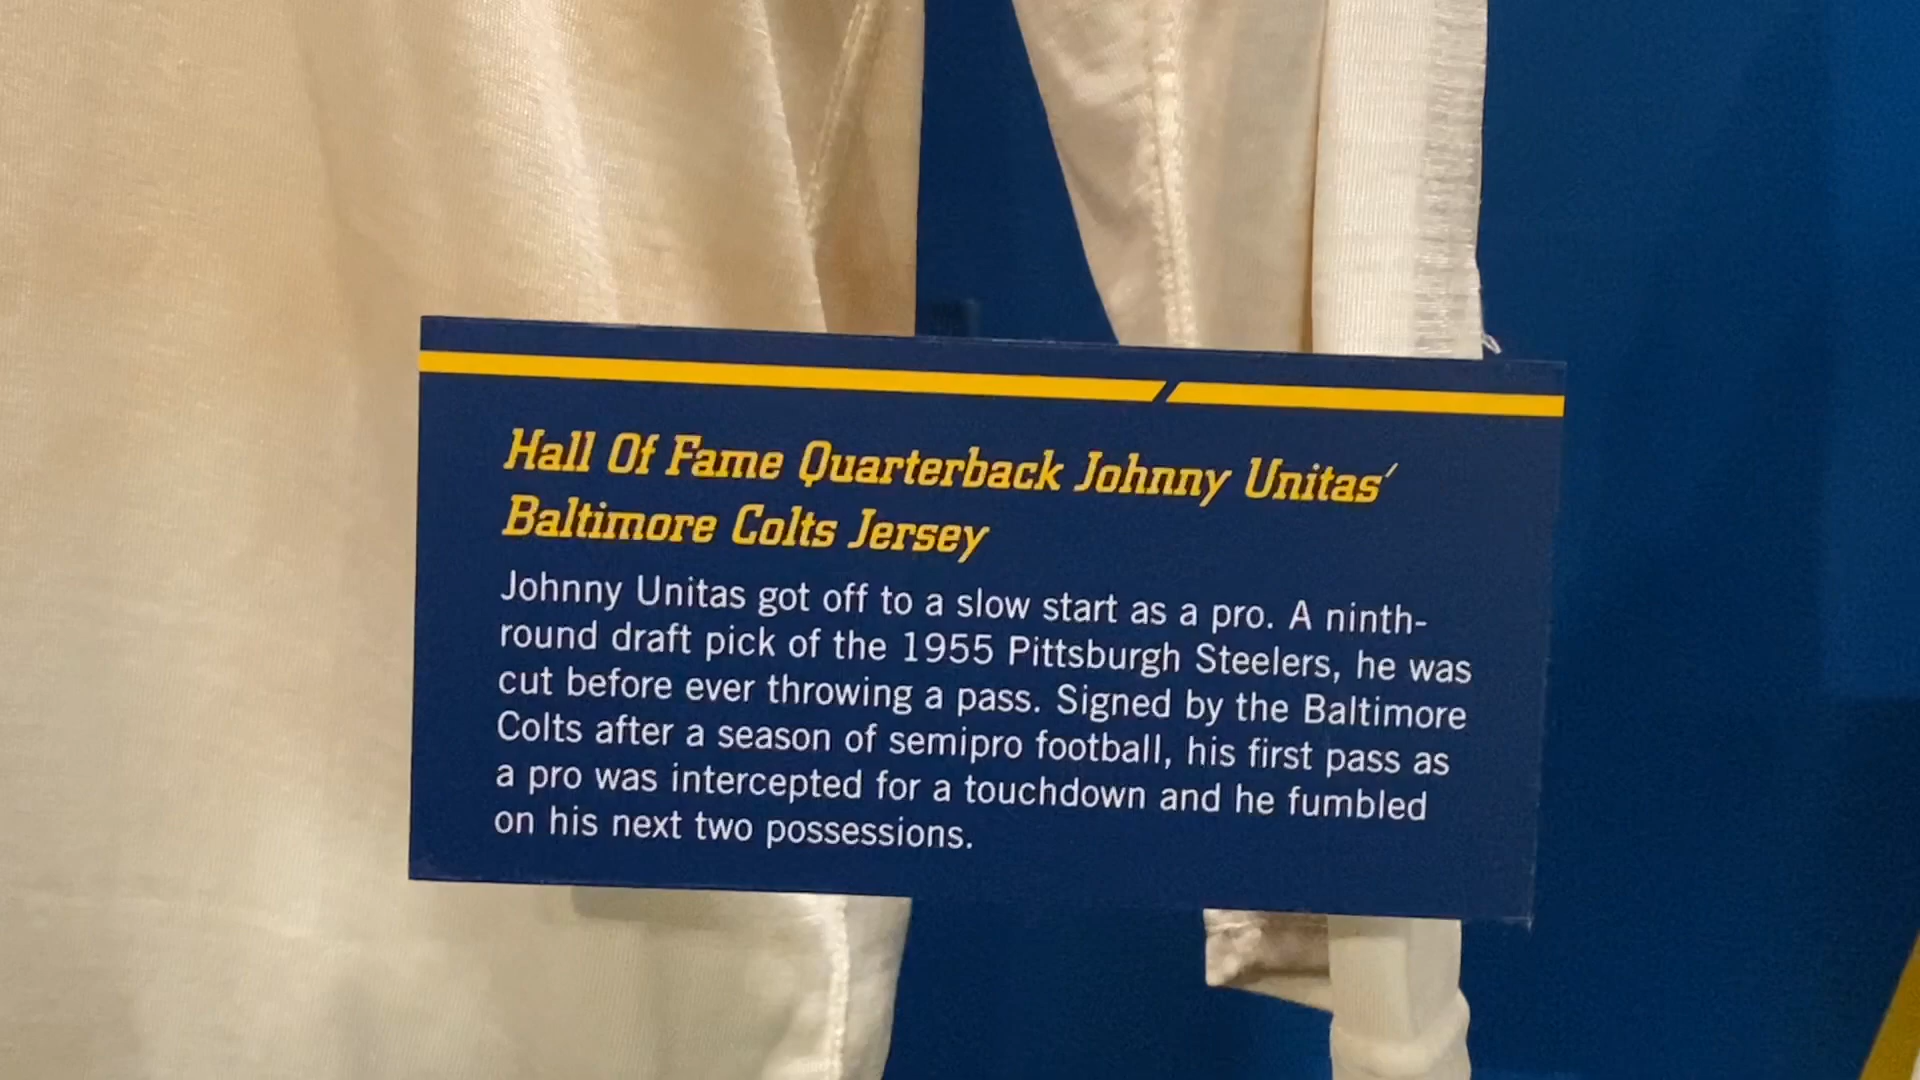 Hall Of Fame Quarterback Johnny Unitas'
Baltimore Colts Jersey
Johnny Unitas got off to a slow start as a pro. A ninth-
round draft pick of the 1955 Pittsburgh Steelers, he was
cut before ever throwing a pass. Signed by the Baltimore
Colts after a season of semipro football, his first pass as
a pro was intercepted for a touchdown and he fumbled
on his next two possessions.